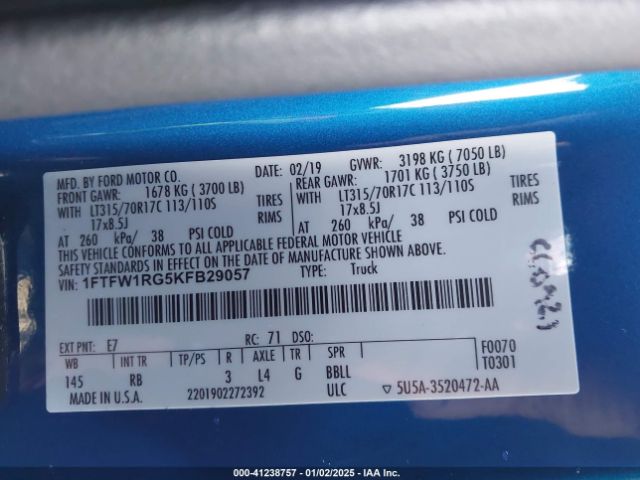 MFD. BY FORD MOTOR CO. DATE: 02/19 GVWR: 3198 KG ( 7050 LB)
FRONT GAWR: 1678 KG ( 3700 LB) REAR GAWR: 1701 KG ( 3750 LB)
WITH LT315/70R17C 113/110S TIRES WITH LT315/70R17C 113/110S TIRES
17x8.5J RIMS 17x8.5J RIMS
AT 260 kPa/ 38 PSI COLD AT 260 kPa/ 38 PSI COLD
THIS VEHICLE CONFORMS TO ALL APPLICABLE FEDERAL MOTOR VEHICLE
SAFETY STANDARDS IN EFFECT ON THE DATE OF MANUFACTURE SHOWN ABOVE.
VIN: 1FTFW1RG5KFB29057 TYPE: Truck
EXT PNT: E7 RC: 71 DSO: F0070
WB INT TR TP/PS R AXLE TR SPR T0301
145 RB 3 L4 G BBLL
MADE IN U.S.A. 2201902272392 ULC 5U5A-3520472-AA
000-41238757 - 01/02/2025 - IAA Inc.